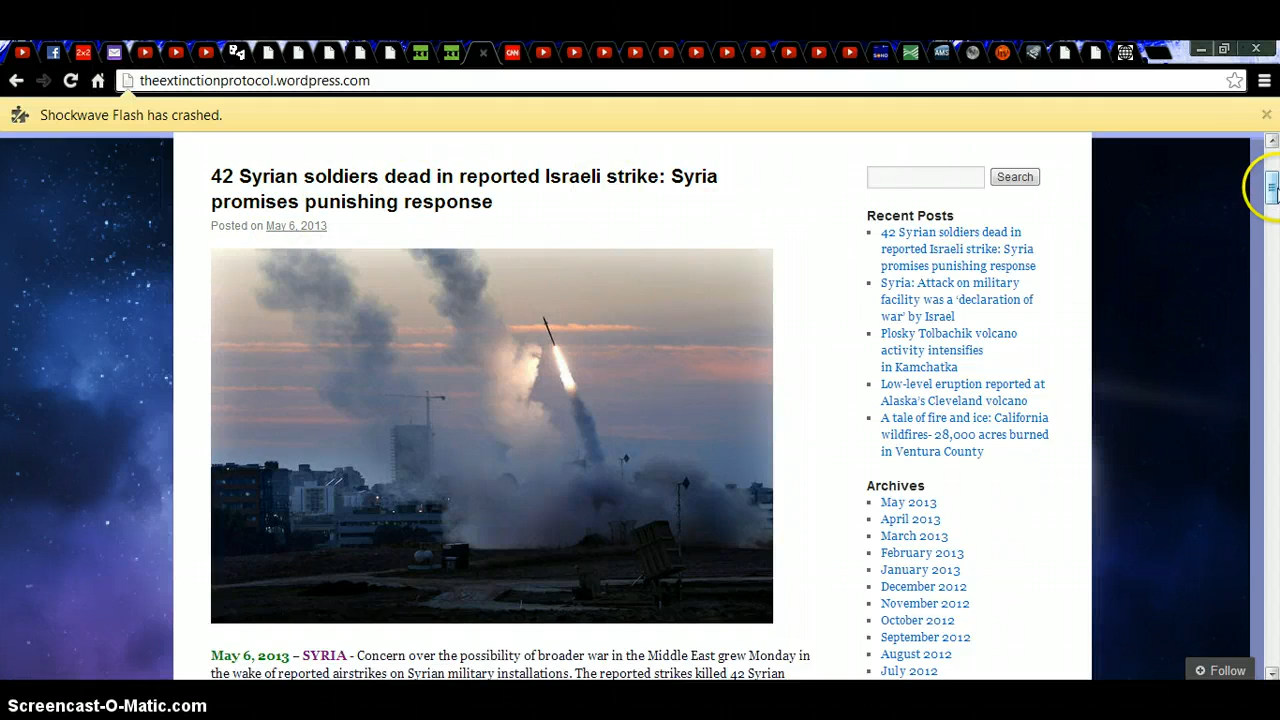 2x2
CNN
SEND
AMS
theextinctionprotocol.wordpress.com
Shockwave Flash has crashed.
42 Syrian soldiers dead in reported Israeli strike: Syria
promises punishing response
Posted on May 6, 2013
May 6, 2013 – SYRIA - Concern over the possibility of broader war in the Middle East grew Monday in
the wake of reported airstrikes on Syrian military installations. The reported strikes killed 42 Syrian
Search
Recent Posts
42 Syrian soldiers dead in
reported Israeli strike: Syria
promises punishing response
Syria: Attack on military
facility was a ‘declaration of
war’ by Israel
Plosky Tolbachik volcano
activity intensifies
in Kamchatka
Low-level eruption reported at
Alaska’s Cleveland volcano
A tale of fire and ice: California
wildfires- 28,000 acres burned
in Ventura County
Archives
May 2013
April 2013
March 2013
February 2013
January 2013
December 2012
November 2012
October 2012
September 2012
August 2012
July 2012
Follow
Screencast-O-Matic.com